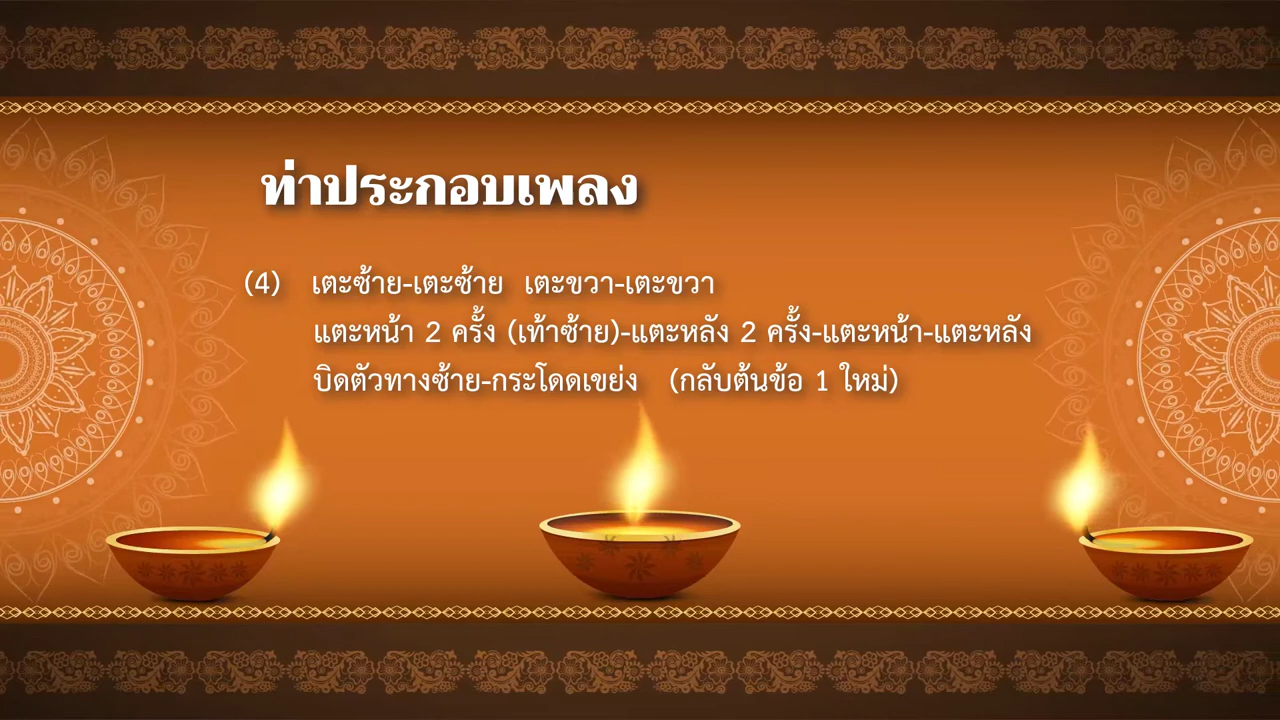 ท่าประกอบเพลง
(4) เตะซ้าย-เตะซ้าย เตะขวา-เตะขวา
แตะหน้า 2 ครั้ง (เท้าซ้าย)-แตะหลัง 2 ครั้ง-แตะหน้า-แตะหลัง
บิดตัวทางซ้าย-กระโดดเขย่ง (กลับต้นข้อ 1 ใหม่)